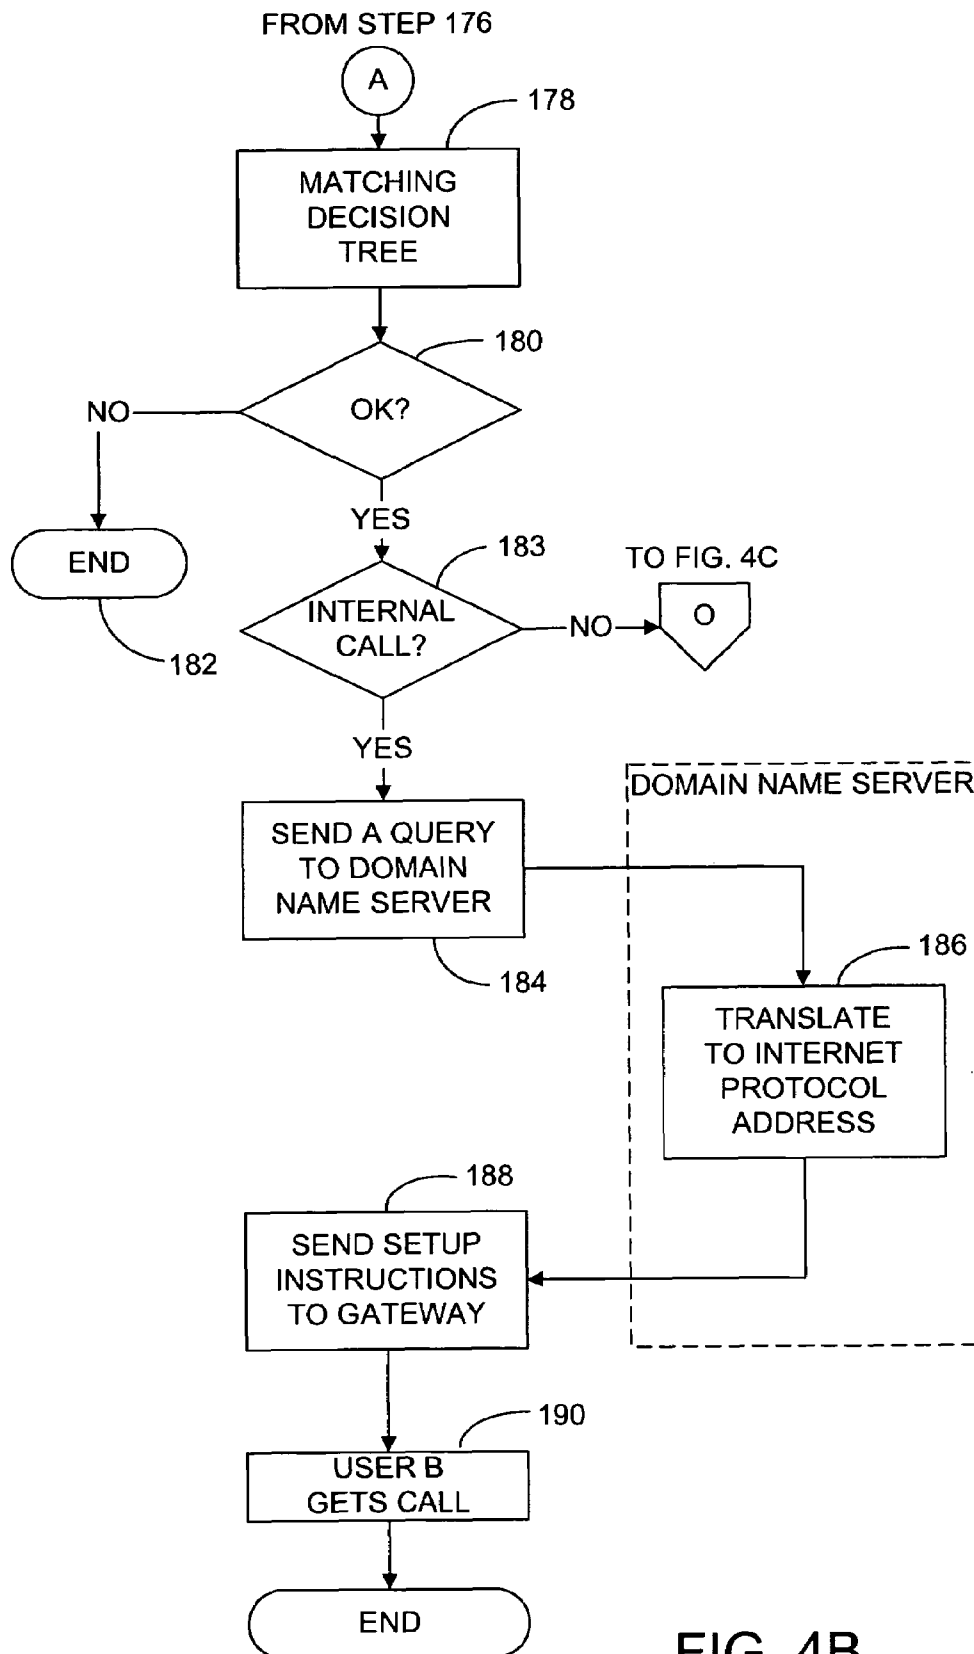 FROM STEP 176
A
178
MATCHING
DECISION
TREE
180
OK?
NO
YES
END
182
183
INTERNAL
CALL?
NO
TO FIG. 4C
O
YES
SEND A QUERY
TO DOMAIN
NAME SERVER
184
DOMAIN NAME SERVER
186
TRANSLATE
TO INTERNET
PROTOCOL
ADDRESS
188
SEND SETUP
INSTRUCTIONS
TO GATEWAY
190
USER B
GETS CALL
END
FIG. 4B